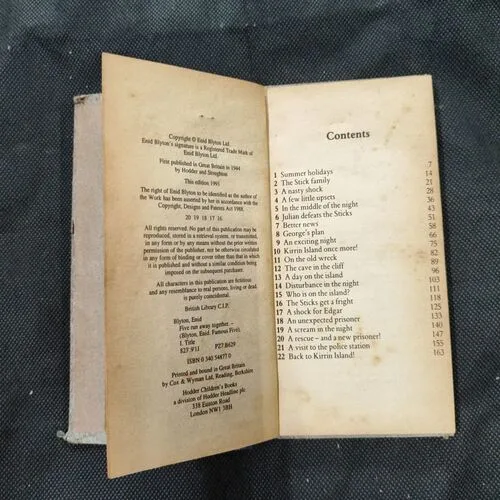 Copyright © Enid Blyton Ltd.
Enid Blyton's signature is a Registered Trade Mark of
Enid Blyton Ltd.
First published in Great Britain in 1944
by Hodder and Stoughton
This edition 1991
The right of Enid Blyton to be identified as the author of
the Work has been asserted by her in accordance with the
Copyright, Designs and Patents Act 1988.
20 19 18 17 16
All rights reserved. No part of this publication may be
reproduced, stored in a retrieval system, or transmitted,
in any form or by any means without the prior written
permission of the publisher, nor be otherwise circulated
in any form of binding or cover other than that in which
it is published and without a similar condition being
imposed on the subsequent purchaser.
All characters in this publication are fictitious
and any resemblance to real persons, living or dead,
is purely coincidental.
British Library C.I.P.
Blyton, Enid
Five run away together. –
(Blyton, Enid. Famous Five).
I. Title
827.'9'1J P27.B629
ISBN 0 340 54877 0
Printed and bound in Great Britain
by Cox & Wyman Ltd, Reading, Berkshire
Hodder Children's Books
a division of Hodder Headline plc
338 Euston Road
London NW1 3BH
Contents
1 Summer holidays 7
2 The Stick family 14
3 A nasty shock 21
4 A few little upsets 28
5 In the middle of the night 36
6 Julian defeats the Sticks 43
7 Better news 51
8 George's plan 58
9 An exciting night 66
10 Kirrin Island once more! 75
11 On the old wreck 82
12 The cave in the cliff 89
13 A day on the island 96
14 Disturbance in the night 103
15 Who is on the island? 111
16 The Sticks get a fright 118
17 A shock for Edgar 125
18 An unexpected prisoner 133
19 A scream in the night 140
20 A rescue – and a new prisoner! 147
21 A visit to the police station 155
22 Back to Kirrin Island! 163